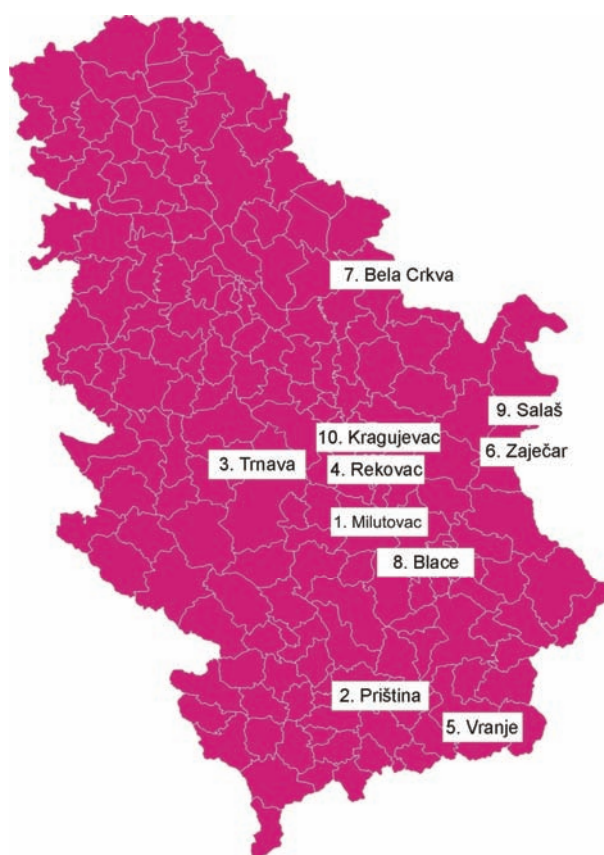 7. Bela Crkva
9. Salaš
10. Kragujevac
6. Zaječar
3. Trnava
4. Rekovac
1. Milutovac
8. Blace
2. Priština
5. Vranje